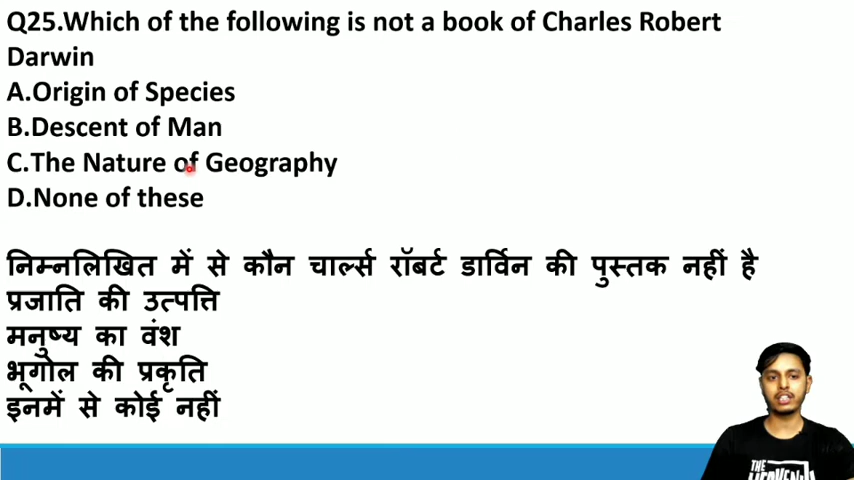 Q25.Which of the following is not a book of Charles Robert
Darwin
A.Origin of Species
B.Descent of Man
C.The Nature of Geography
D.None of these
निम्नलिखित में से कौन चार्ल्स रॉबर्ट डार्विन की पुस्तक नहीं है
प्रजाति की उत्पत्ति
मनुष्य का वंश
भूगोल की प्रकृति
इनमें से कोई नहीं
THE